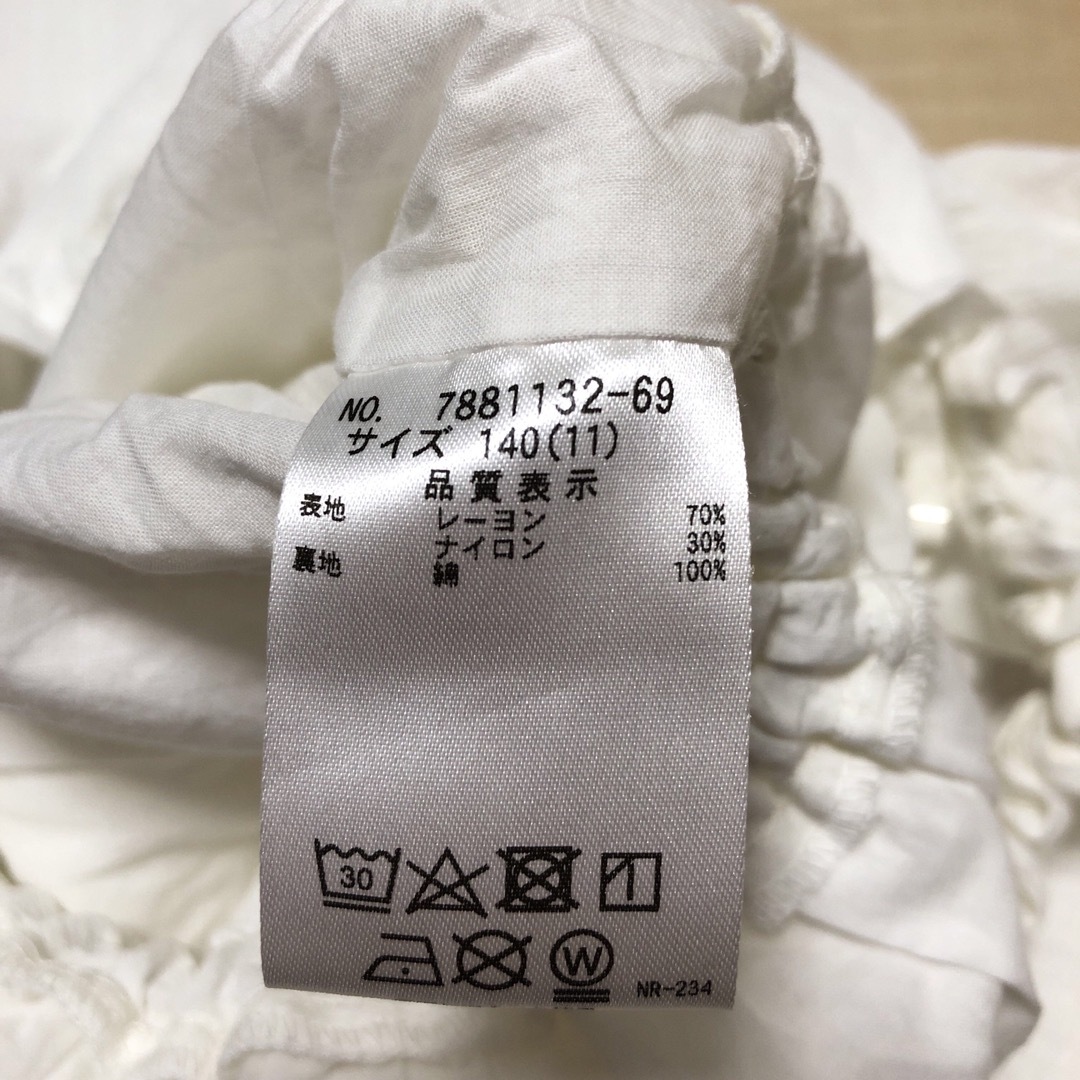 NO. 7881132-69
サイズ 140(11)
品質表示
表地 レーヨン 70%
ナイロン 30%
裏地 綿 100%
30
W
NR-234